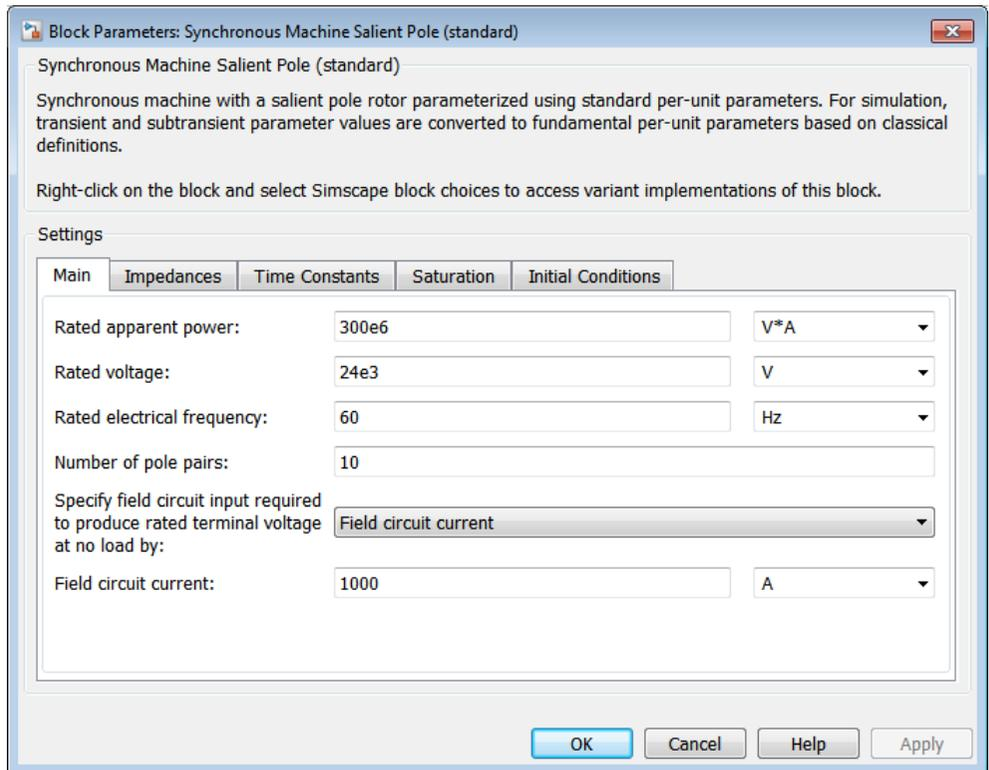 Block Parameters: Synchronous Machine Salient Pole (standard)
Synchronous Machine Salient Pole (standard)
Synchronous machine with a salient pole rotor parameterized using standard per-unit parameters. For simulation,
transient and subtransient parameter values are converted to fundamental per-unit parameters based on classical
definitions.
Right-click on the block and select Simscape block choices to access variant implementations of this block.
Settings
Main Impedances Time Constants Saturation Initial Conditions
Rated apparent power: 300e6 V*A
Rated voltage: 24e3 V
Rated electrical frequency: 60 Hz
Number of pole pairs: 10
Specify field circuit input required
to produce rated terminal voltage Field circuit current
at no load by:
Field circuit current: 1000 A
OK Cancel Help Apply